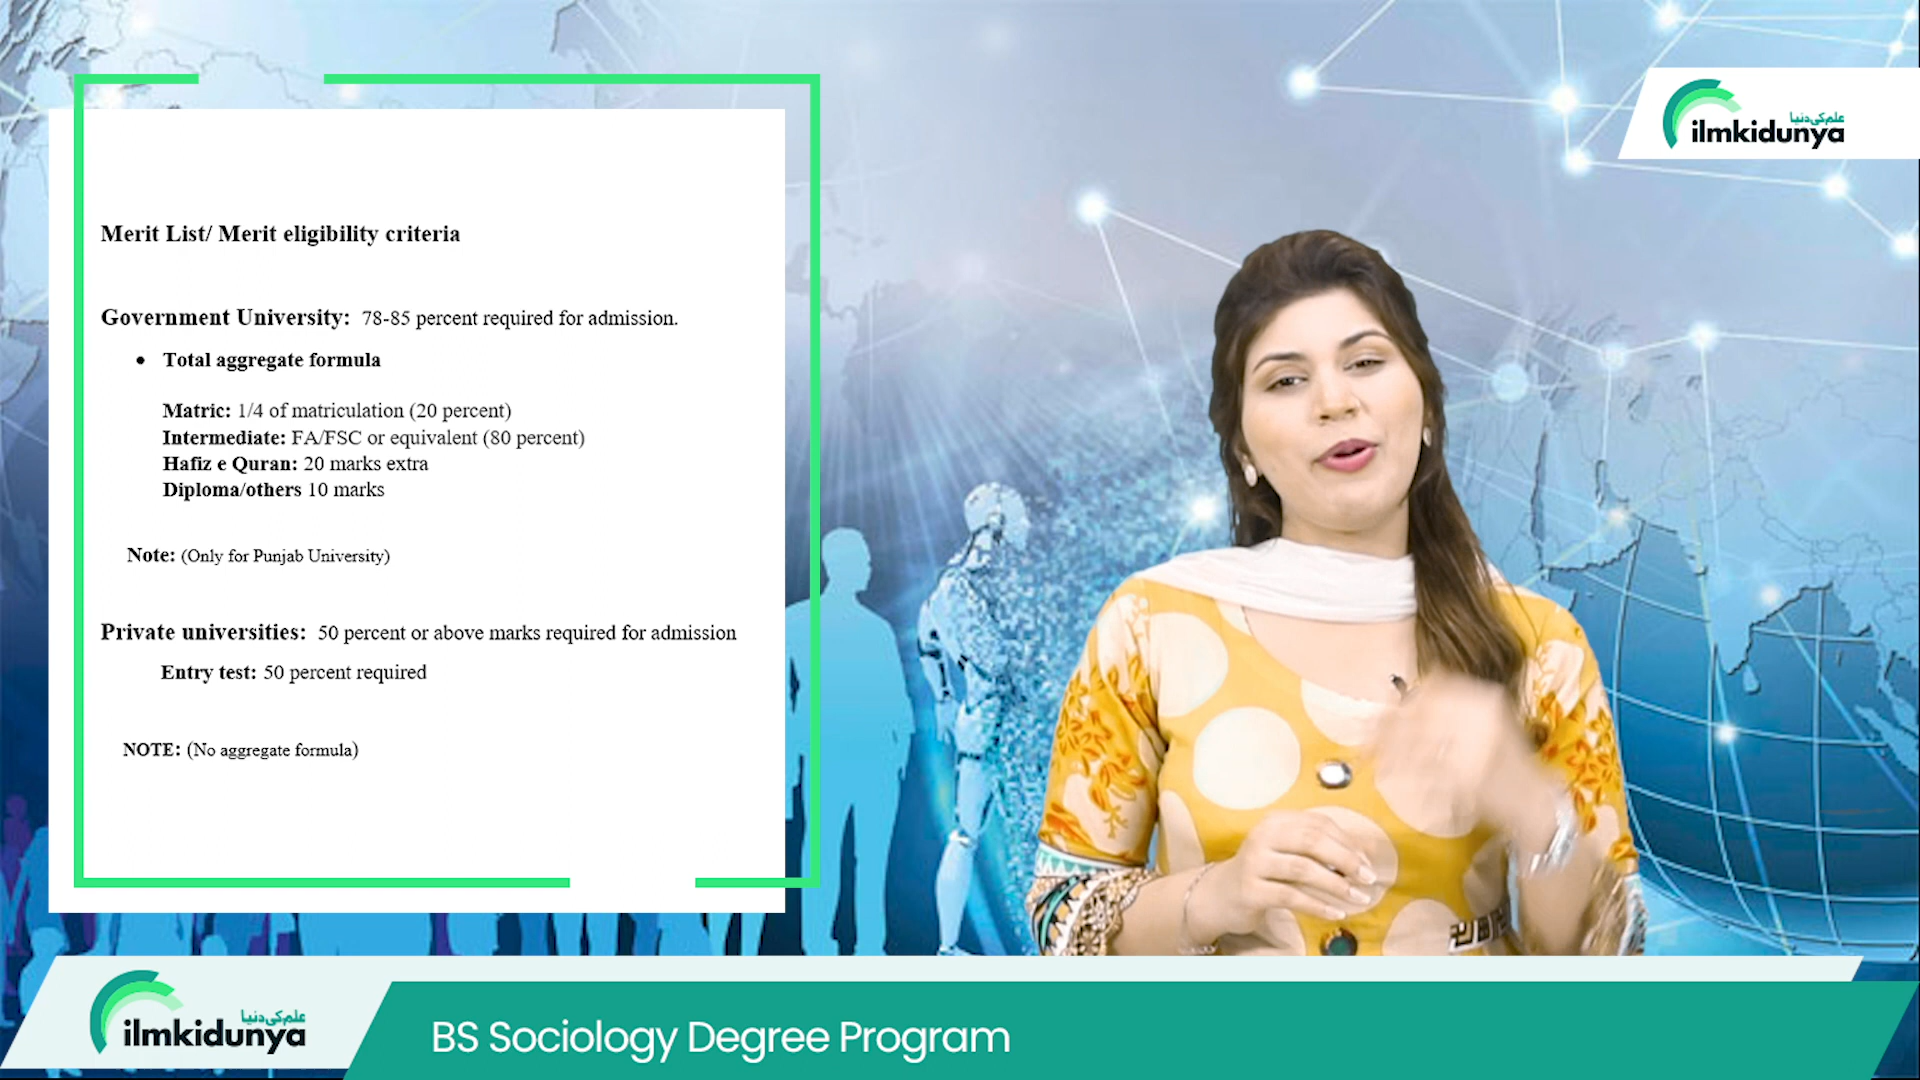 علم کی دنیا
ilmkidunya
Merit List/ Merit eligibility criteria
Government University: 78-85 percent required for admission.
• Total aggregate formula
Matric: 1/4 of matriculation (20 percent)
Intermediate: FA/FSC or equivalent (80 percent)
Hafiz e Quran: 20 marks extra
Diploma/others 10 marks
Note: (Only for Punjab University)
Private universities: 50 percent or above marks required for admission
Entry test: 50 percent required
NOTE: (No aggregate formula)
علم کی دنیا
ilmkidunya
BS Sociology Degree Program